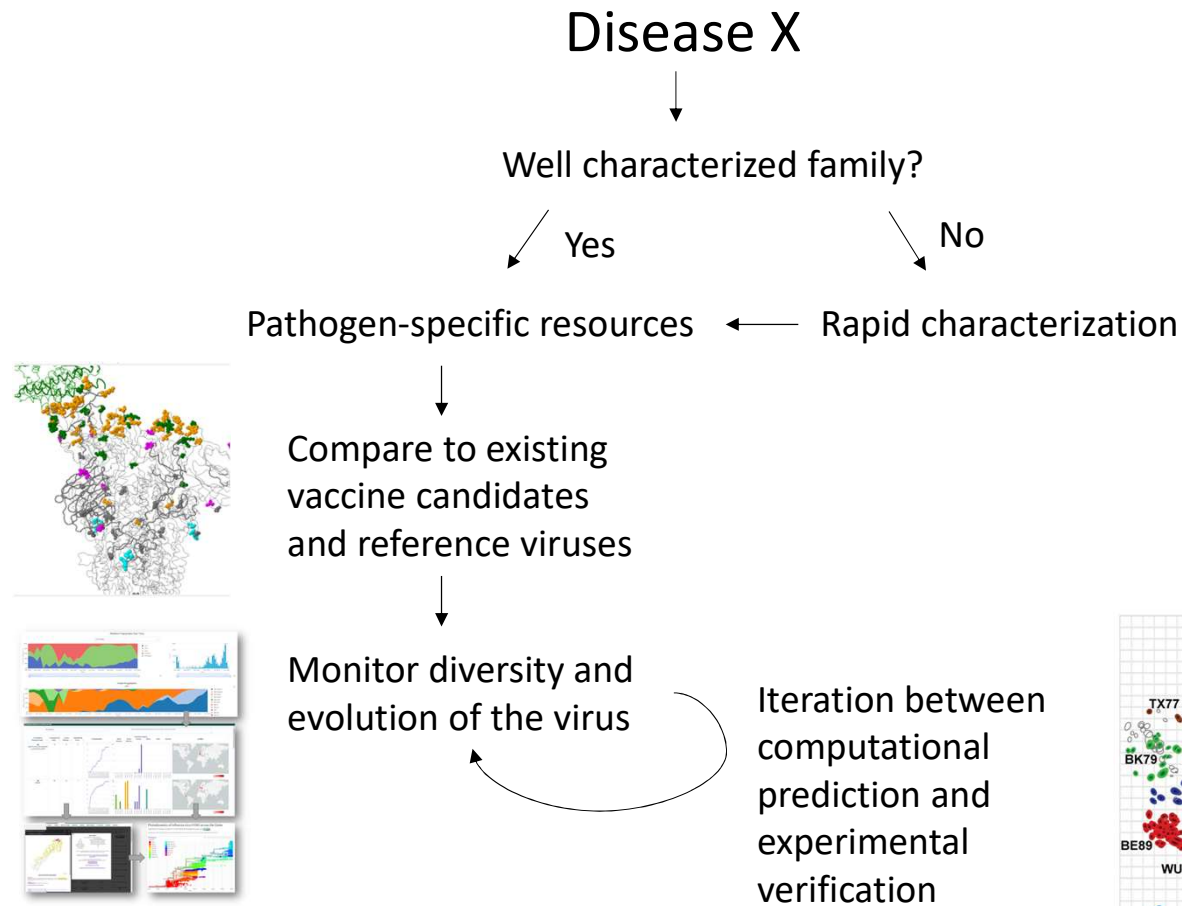 Disease X
Well characterized family?
Yes
No
Pathogen-specific resources
Rapid characterization
Compare to existing
vaccine candidates
and reference viruses
Monitor diversity and
evolution of the virus
Iteration between
computational
prediction and
experimental
verification
TX77
BK79
BE89
WU